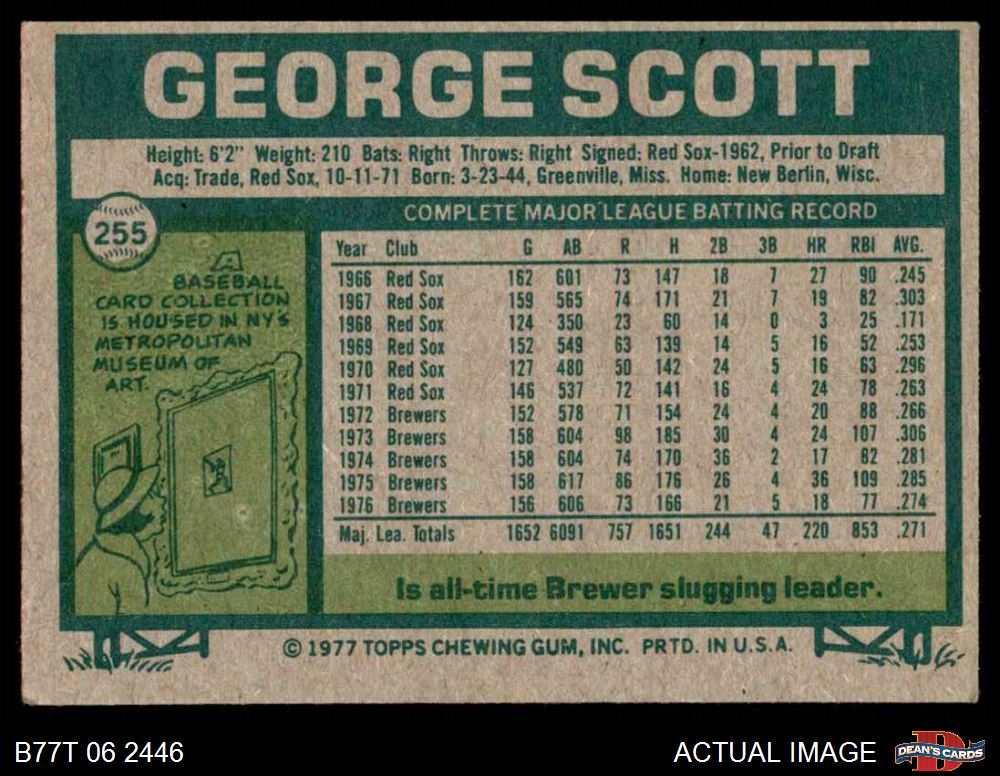 GEORGE SCOTT
Height: 6'2" Weight: 210 Bats: Right Throws: Right Signed: Red Sox-1962, Prior to Draft
Acq: Trade, Red Sox, 10-11-71 Born: 3-23-44, Greenville, Miss. Home: New Berlin, Wisc.
255
A
BASEBALL
CARD COLLECTION
IS HOUSED IN NY'S
METROPOLITAN
MUSEUM OF
ART.
COMPLETE MAJOR LEAGUE BATTING RECORD
Year Club G AB R H 2B 3B HR RBI AVG.
1966 Red Sox 162 601 73 147 18 7 27 90 .245
1967 Red Sox 159 565 74 171 21 7 19 82 .303
1968 Red Sox 124 350 23 60 14 0 3 25 .171
1969 Red Sox 152 549 63 139 14 5 16 52 .253
1970 Red Sox 127 480 50 142 24 5 16 63 .296
1971 Red Sox 146 537 72 141 16 4 24 78 .263
1972 Brewers 152 578 71 154 24 4 20 88 .266
1973 Brewers 158 604 98 185 30 4 24 107 .306
1974 Brewers 158 604 74 170 36 2 17 82 .281
1975 Brewers 158 617 86 176 26 4 36 109 .285
1976 Brewers 156 606 73 166 21 5 18 77 .274
Maj. Lea. Totals 1652 6091 757 1651 244 47 220 853 .271
Is all-time Brewer slugging leader.
© 1977 TOPPS CHEWING GUM, INC. PRTD. IN U.S.A.
B77T 06 2446
ACTUAL IMAGE
DEAN'S CARDS